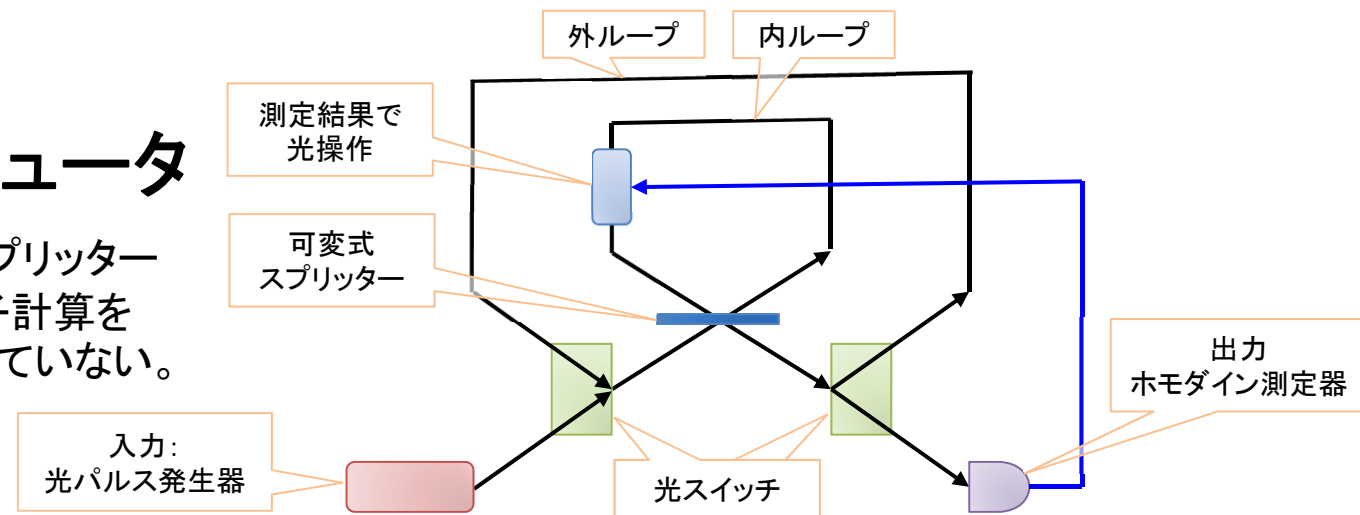 外ループ
内ループ
測定結果で
光操作
ュータ
可変式
スプリッター
プリッター
計算を
ていない。
出力
ホモダイン測定器
入力：
光パルス発生器
光スイッチ